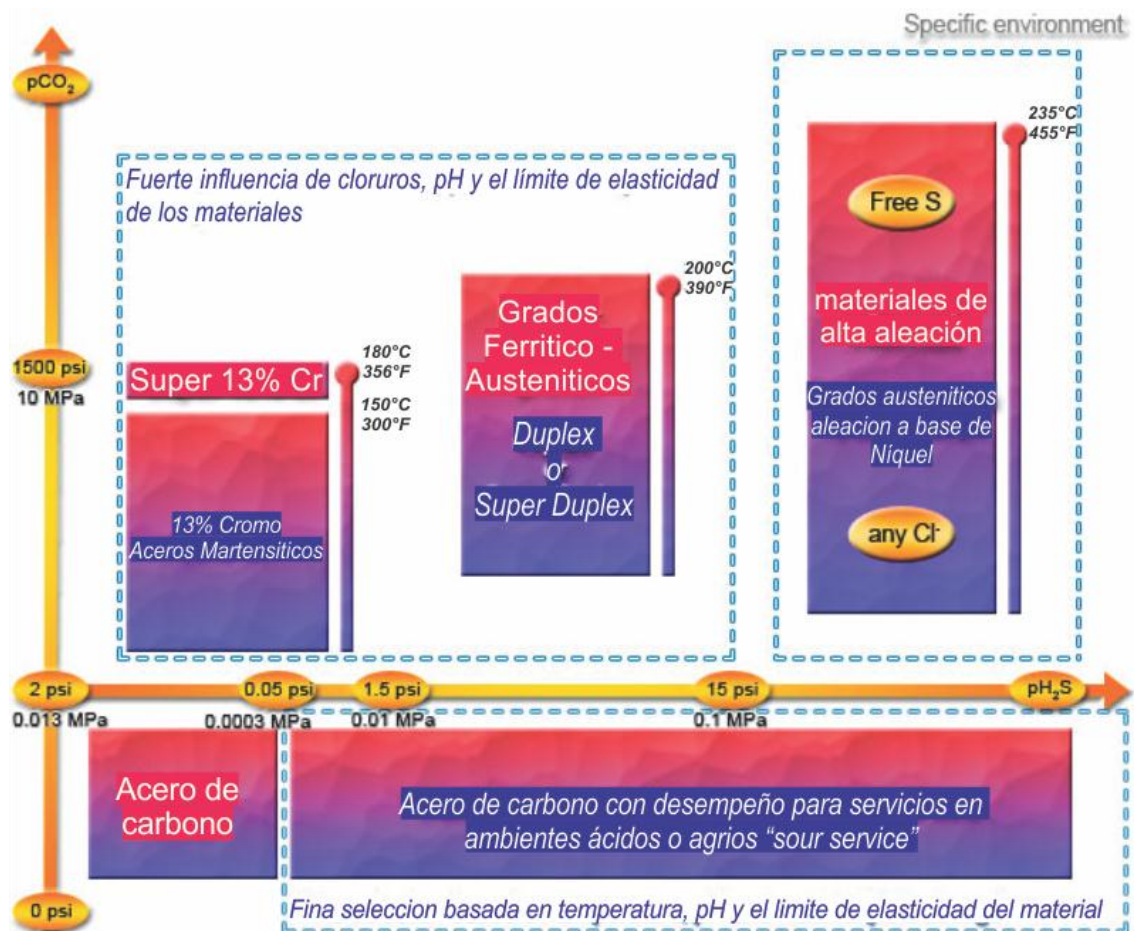 Specific environment
pCO₂
235°C
455°F
Fuerte influencia de cloruros, pH y el límite de elasticidad
de los materiales
Free S
200°C
390°F
Grados
Ferritico -
Austeniticos
materiales de
alta aleación
180°C
356°F
1500 psi
10 MPa
Super 13% Cr
150°C
300°F
Duplex
or
Super Duplex
Grados austeniticos
aleacion a base de
Níquel
13% Cromo
Aceros Martensiticos
any Cl⁻
2 psi
0.013 MPa
0.05 psi
0.0003 MPa
1.5 psi
0.01 MPa
15 psi
0.1 MPa
pH₂S
Acero de
carbono
Acero de carbono con desempeño para servicios en
ambientes ácidos o agrios “sour service”
0 psi
Fina seleccion basada en temperatura, pH y el limite de elasticidad del material